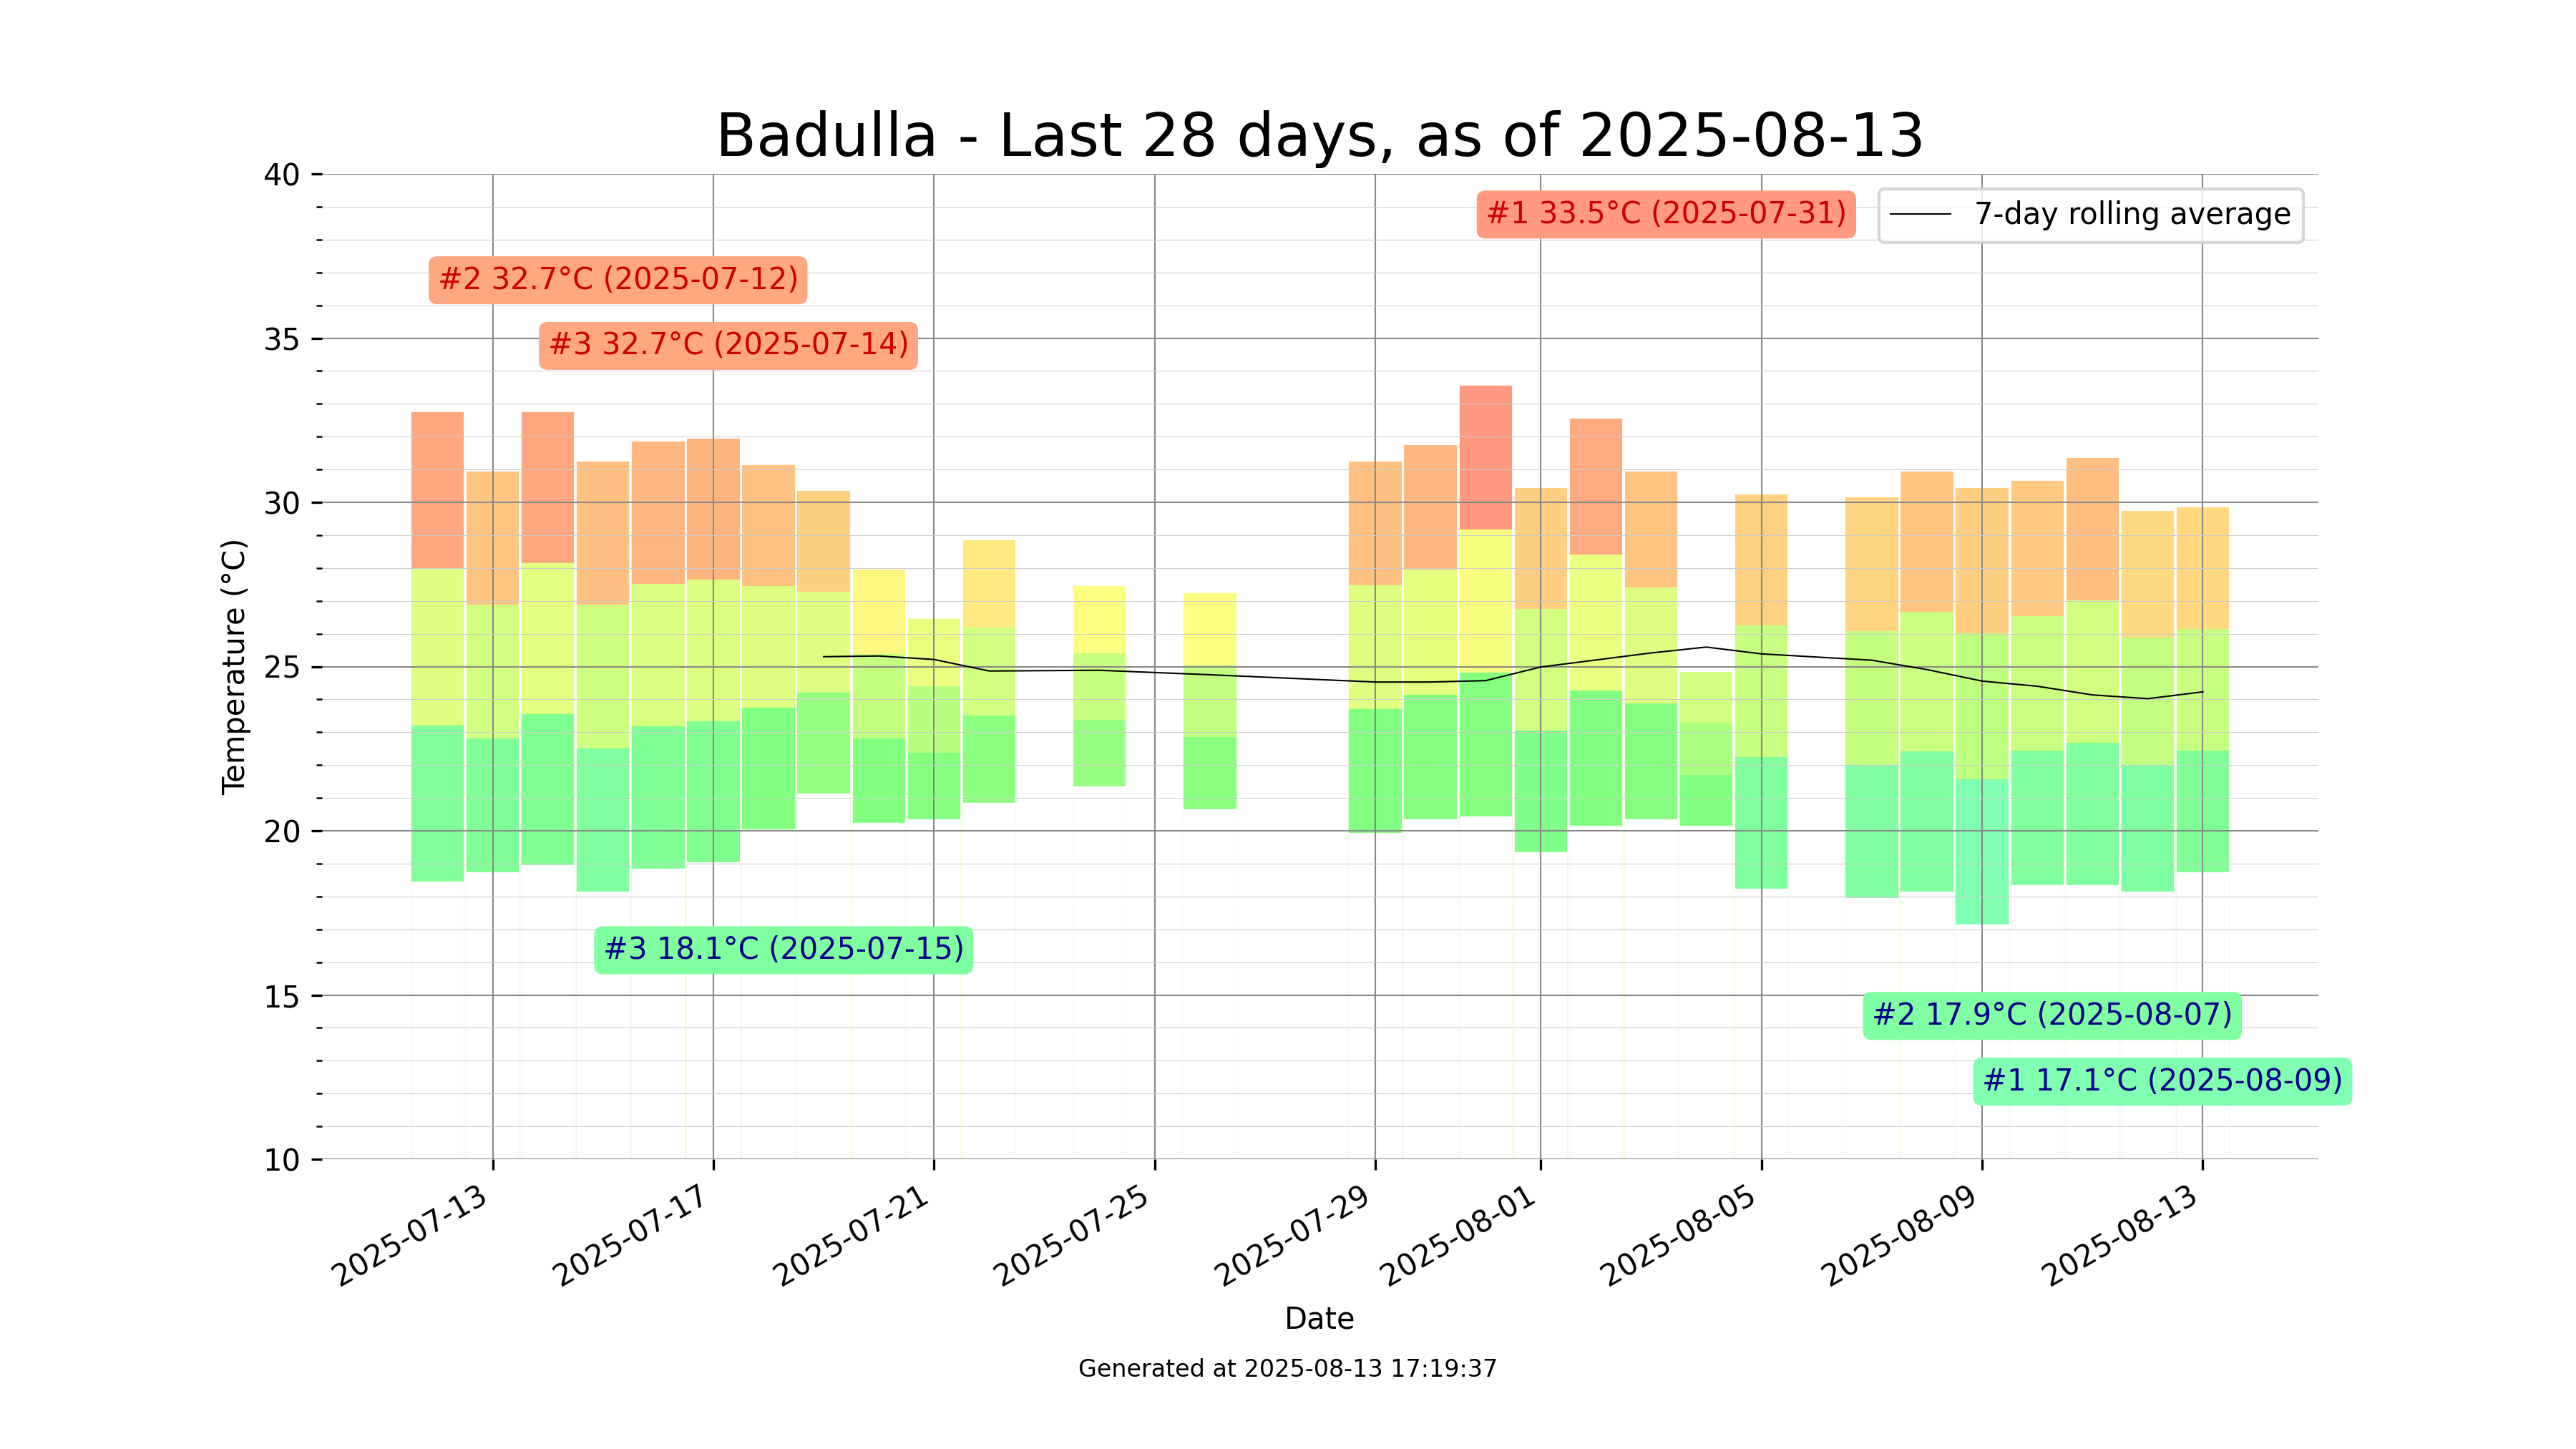 Badulla - Last 28 days, as of 2025-08-13
40
35
30
25
20
15
10
Temperature (°C)
#1 33.5°C (2025-07-31)
7-day rolling average
#2 32.7°C (2025-07-12)
#3 32.7°C (2025-07-14)
#3 18.1°C (2025-07-15)
#2 17.9°C (2025-08-07)
#1 17.1°C (2025-08-09)
2025-07-13
2025-07-17
2025-07-21
2025-07-25
2025-07-29
2025-08-01
2025-08-05
2025-08-09
2025-08-13
Date
Generated at 2025-08-13 17:19:37